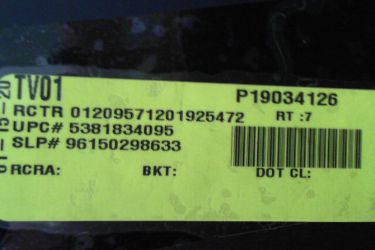 TV01
P19034126
RCTR 01209571201925472
RT :7
UPC# 5381834095
SLP# 96150298633
RCRA:
BKT:
DOT CL: